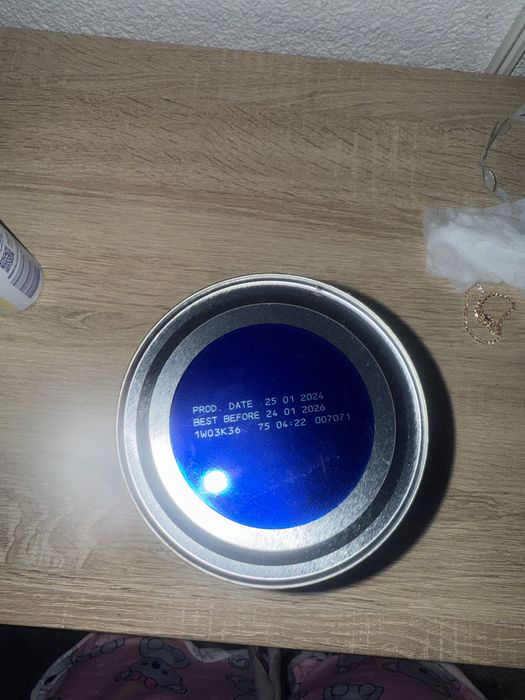 PROD. DATE 25 01 2024
BEST BEFORE 24 01 2026
1W03K36 75 04:22 007071